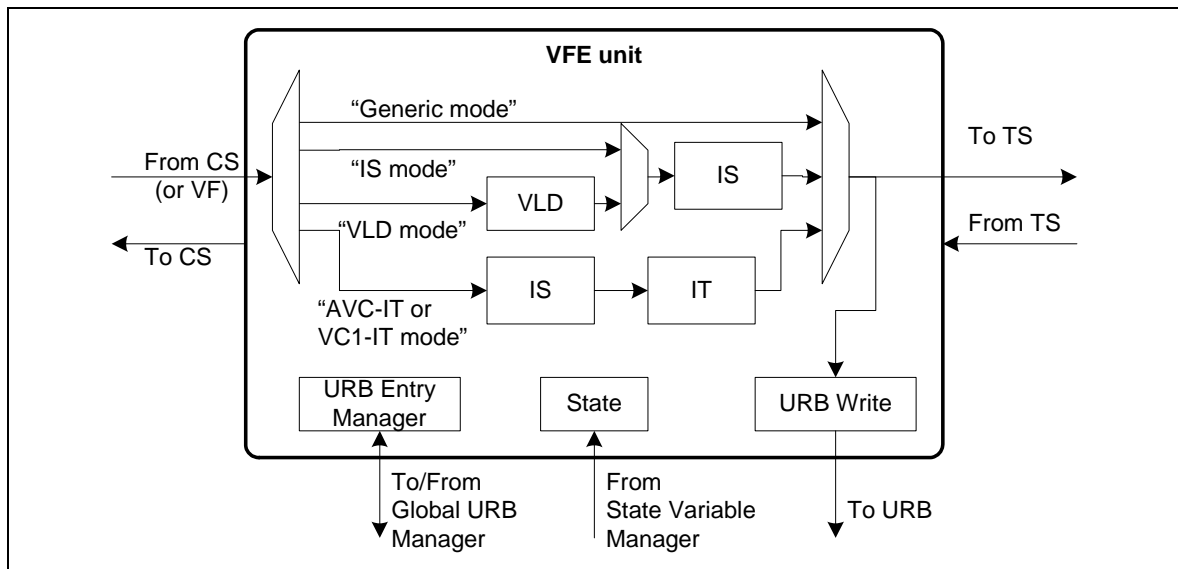 VFE unit
“Generic mode”
To TS
From CS
(or VF)
“IS mode”
IS
VLD
“VLD mode”
From TS
To CS
IS
IT
“AVC-IT or
VC1-IT mode”
URB Entry
Manager
State
URB Write
To/From
Global URB
Manager
From
State Variable
Manager
To URB